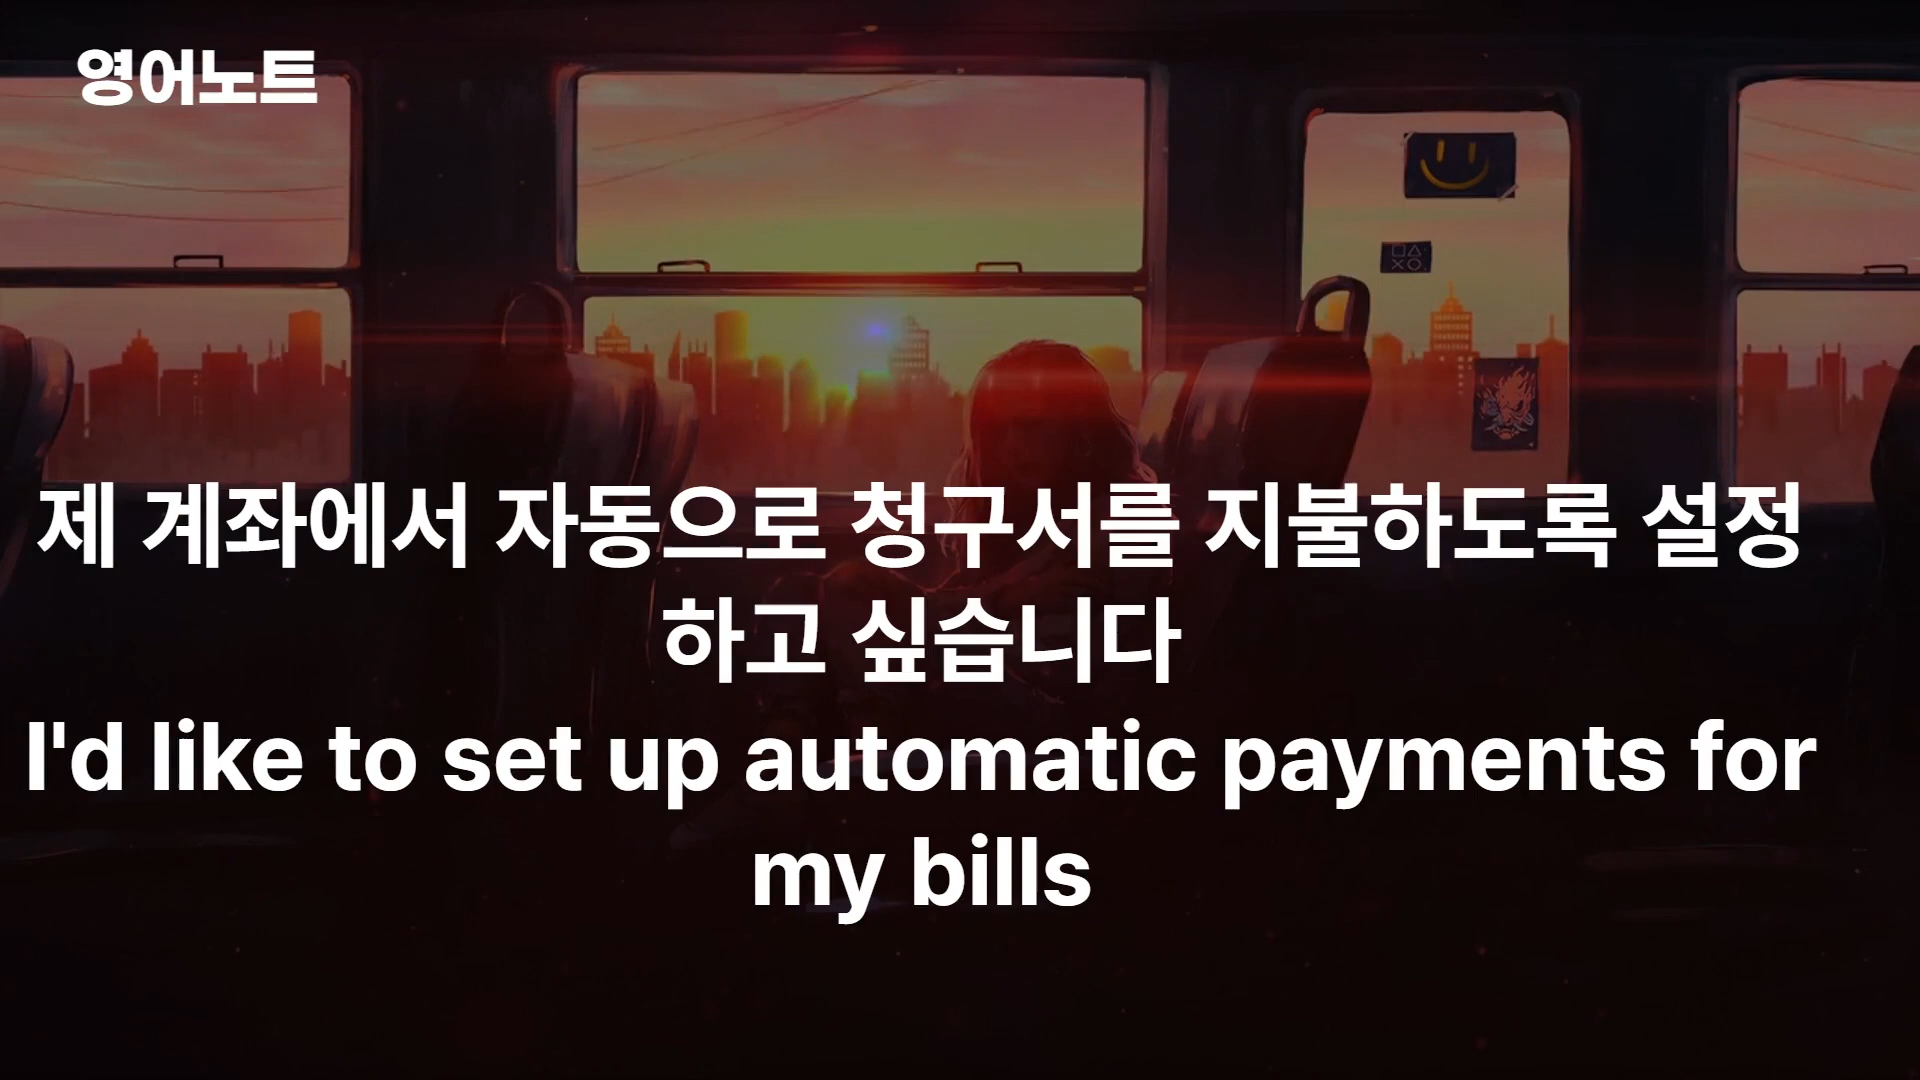 영어노트
제 계좌에서 자동으로 청구서를 지불하도록 설정
하고 싶습니다
I'd like to set up automatic payments for
my bills